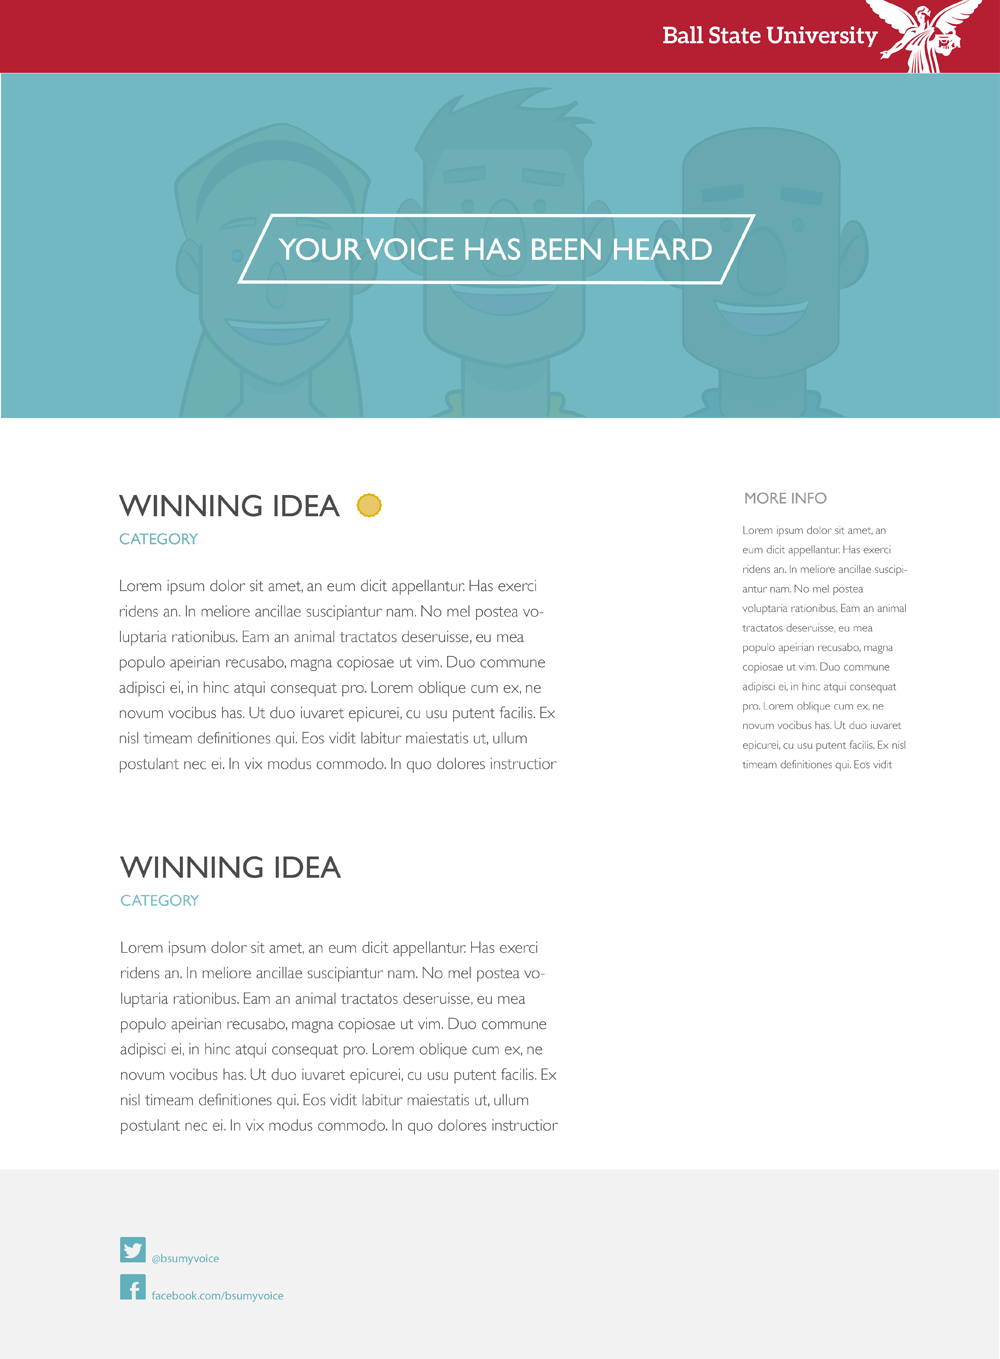 Ball State University
YOUR VOICE HAS BEEN HEARD
WINNING IDEA
CATEGORY
Lorem ipsum dolor sit amet, an eum dicit appellantur. Has exerci
ridens an. In meliore ancillae suscipiantur nam. No mel postea vo-
luptaria rationibus. Eam an animal tractatos deseruisse, eu mea
populo apeirian recusabo, magna copiosae ut vim. Duo commune
adipisci ei, in hinc atqui consequat pro. Lorem oblique cum ex, ne
novum vocibus has. Ut duo iuvaret epicurei, cu usu putent facilis. Ex
nisl timeam definitiones qui. Eos vidit labitur maiestatis ut, ullum
postulant nec ei. In vix modus commodo. In quo dolores instructior
MORE INFO
Lorem ipsum dolor sit amet, an
eum dicit appellantur. Has exerci
ridens an. In meliore ancillae suscipi-
antur nam. No mel postea
voluptaria rationibus. Eam an animal
tractatos deseruisse, eu mea
populo apeirian recusabo, magna
copiosae ut vim. Duo commune
adipisci ei, in hinc atqui consequat
pro. Lorem oblique cum ex, ne
novum vocibus has. Ut duo iuvaret
epicurei, cu usu putent facilis. Ex nisl
timeam definitiones qui. Eos vidit
WINNING IDEA
CATEGORY
Lorem ipsum dolor sit amet, an eum dicit appellantur. Has exerci
ridens an. In meliore ancillae suscipiantur nam. No mel postea vo-
luptaria rationibus. Eam an animal tractatos deseruisse, eu mea
populo apeirian recusabo, magna copiosae ut vim. Duo commune
adipisci ei, in hinc atqui consequat pro. Lorem oblique cum ex, ne
novum vocibus has. Ut duo iuvaret epicurei, cu usu putent facilis. Ex
nisl timeam definitiones qui. Eos vidit labitur maiestatis ut, ullum
postulant nec ei. In vix modus commodo. In quo dolores instructior
@bsumyvoice
facebook.com/bsumyvoice